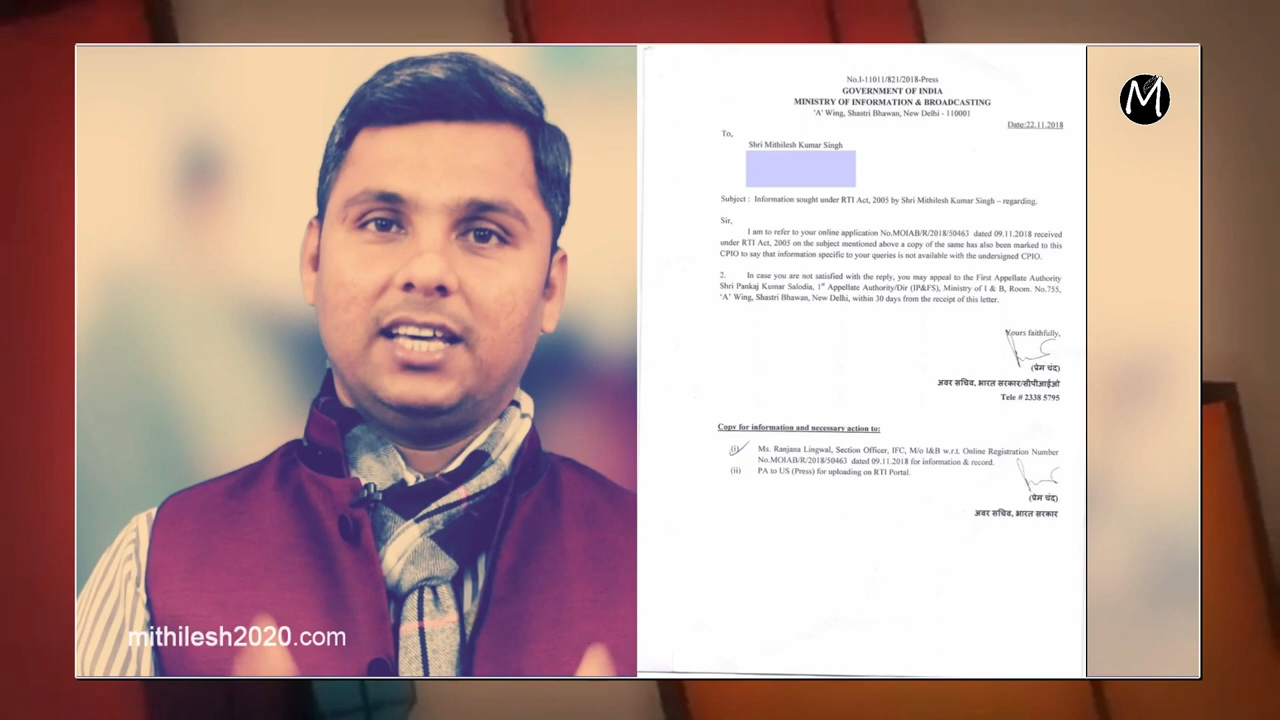 No.I-11011/821/2018-Press
GOVERNMENT OF INDIA
MINISTRY OF INFORMATION & BROADCASTING
'A' Wing, Shastri Bhawan, New Delhi - 110001
Date:22.11.2018
To,
Shri Mithilesh Kumar Singh
Subject : Information sought under RTI Act, 2005 by Shri Mithilesh Kumar Singh – regarding.
Sir,
I am to refer to your online application No.MOIAB/R/2018/50463 dated 09.11.2018 received
under RTI Act, 2005 on the subject mentioned above a copy of the same has also been marked to this
CPIO to say that information specific to your queries is not available with the undersigned CPIO.
2. In case you are not satisfied with the reply, you may appeal to the First Appellate Authority
Shri Pankaj Kumar Salodia, 1st Appellate Authority/Dir (IP&FS), Ministry of I & B, Room. No.755,
'A' Wing, Shastri Bhawan, New Delhi, within 30 days from the receipt of this letter.
Yours faithfully,
(प्रेम चंद)
अवर सचिव, भारत सरकार/सीपीआईओ
Tele # 2338 5795
Copy for information and necessary action to:
(i) Ms. Ranjana Lingwal, Section Officer, IFC, M/o I&B w.r.t. Online Registration Number
No.MOIAB/R/2018/50463 dated 09.11.2018 for information & record.
(ii) PA to US (Press) for uploading on RTI Portal.
(प्रेम चंद)
अवर सचिव, भारत सरकार
mithilesh2020.com
M